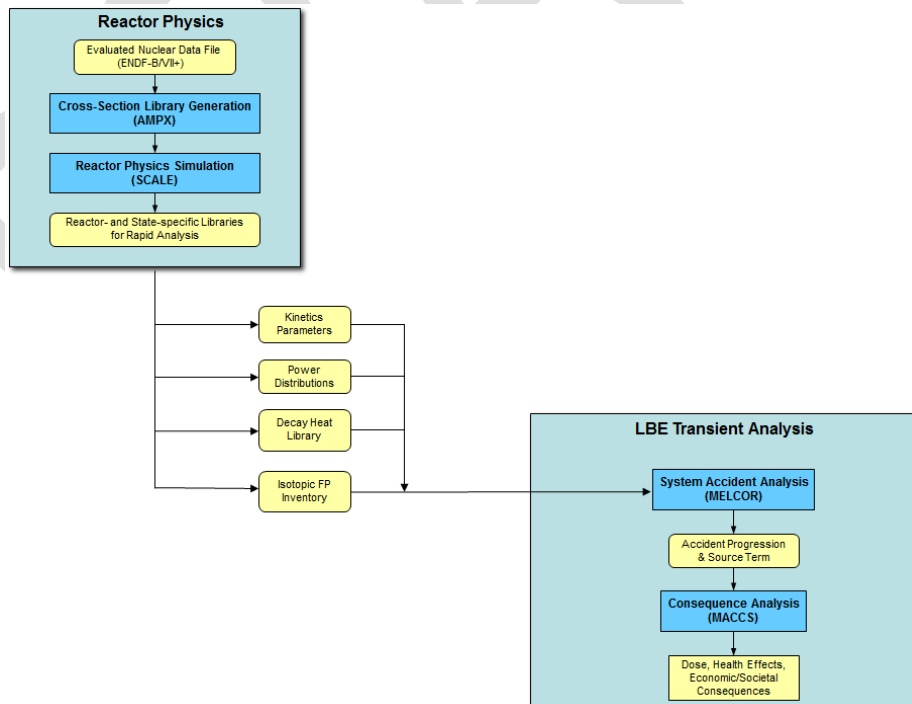 Reactor Physics
Evaluated Nuclear Data File
(ENDF-B/VII+)
Cross-Section Library Generation
(AMPX)
Reactor Physics Simulation
(SCALE)
Reactor- and State-specific Libraries
for Rapid Analysis
Kinetics
Parameters
Power
Distributions
Decay Heat
Library
Isotopic FP
Inventory
LBE Transient Analysis
System Accident Analysis
(MELCOR)
Accident Progression
& Source Term
Consequence Analysis
(MACCS)
Dose, Health Effects,
Economic/Societal
Consequences